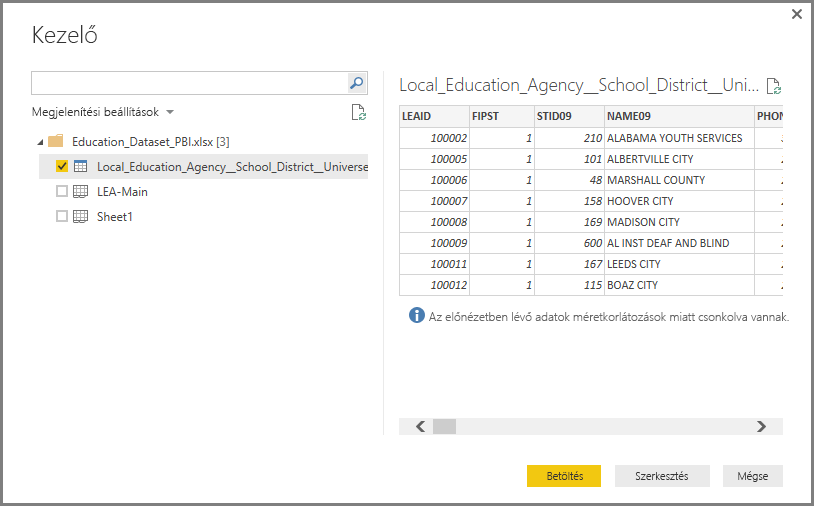 Kezelő
Megjelenítési beállítások
Education_Dataset_PBI.xlsx [3]
Local_Education_Agency__School_District__Universe
LEA-Main
Sheet1
Local_Education_Agency__School_District__Uni...
LEAID FIPST STID09 NAME09 PHON
100002 1 210 ALABAMA YOUTH SERVICES
100005 1 101 ALBERTVILLE CITY
100006 1 48 MARSHALL COUNTY
100007 1 158 HOOVER CITY
100008 1 169 MADISON CITY
100009 1 600 AL INST DEAF AND BLIND
100011 1 167 LEEDS CITY
100012 1 115 BOAZ CITY
Az előnézetben lévő adatok méretkorlátozások miatt csonkolva vannak.
Betöltés Szerkesztés Mégse